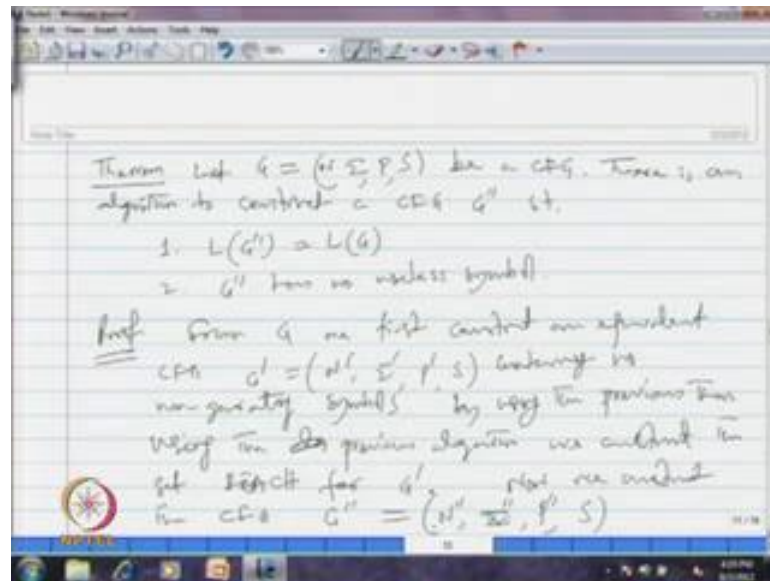 Theorem Let G = (N, Σ, P, S) be a CFG. There is an
algorithm to construct a CFG G'' s.t.
1. L(G'') = L(G)
2. G'' has no useless symbol.
Proof From G we first construct an equivalent
CFG G' = (N', Σ', P', S) containing no
non-generating symbols by using the previous Thm
Using the previous algorithm we construct the
set REACH for G'. Now we construct
the CFG G'' = (N'', Σ'', P'', S)
NPTEL